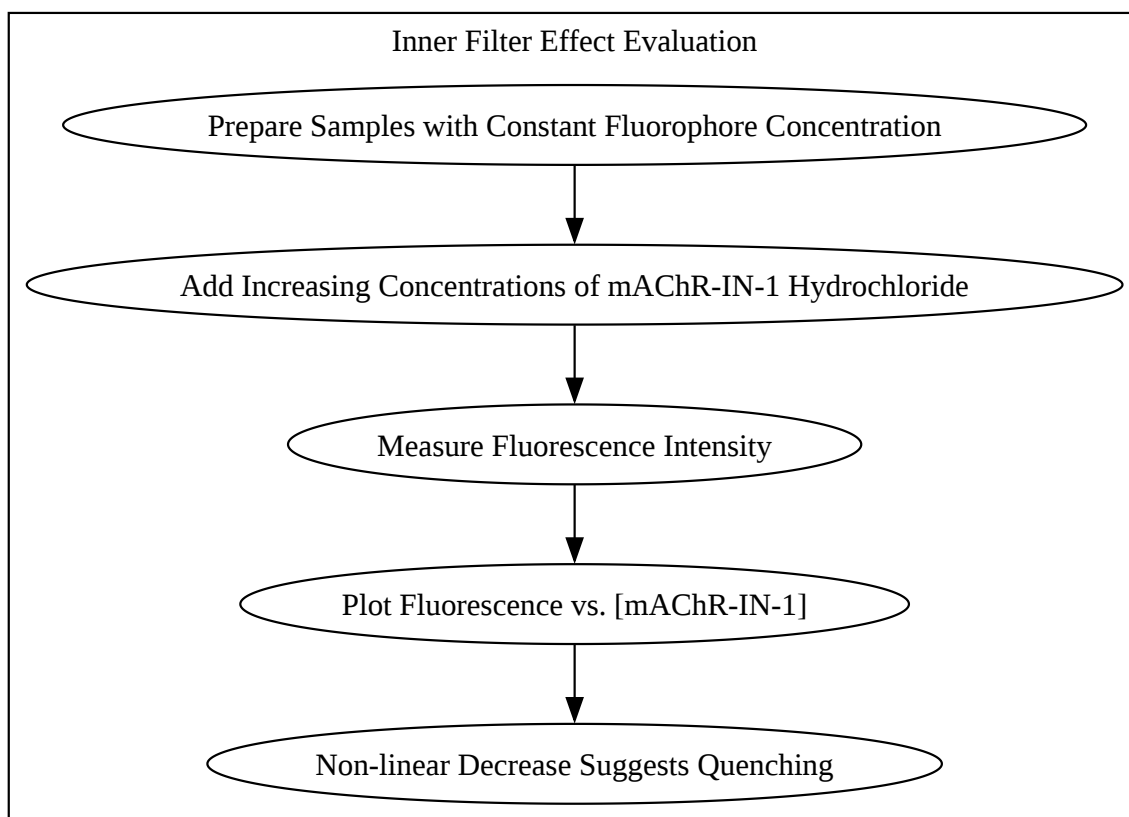 Inner Filter Effect Evaluation
Prepare Samples with Constant Fluorophore Concentration
Add Increasing Concentrations of mAChR-IN-1 Hydrochloride
Measure Fluorescence Intensity
Plot Fluorescence vs. [mAChR-IN-1]
Non-linear Decrease Suggests Quenching